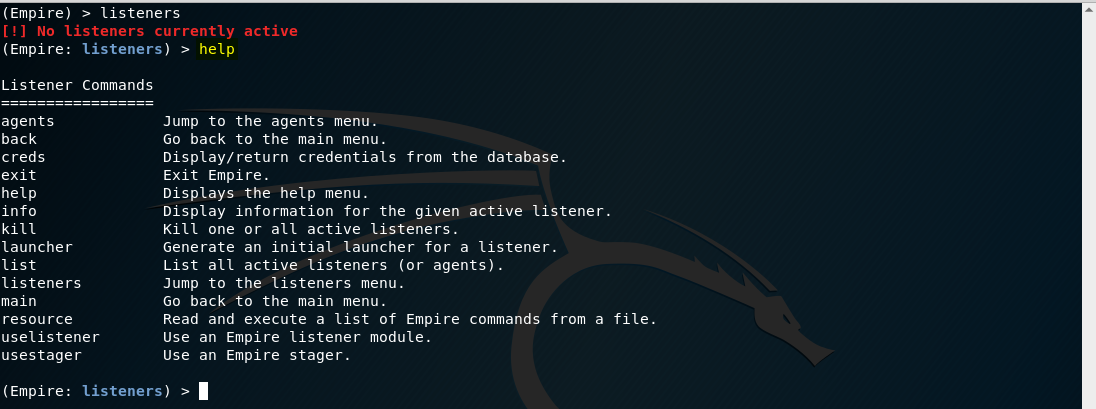 (Empire) > listeners
[!] No listeners currently active
(Empire: listeners) > help
Listener Commands
=================
agents            Jump to the agents menu.
back              Go back to the main menu.
creds             Display/return credentials from the database.
exit              Exit Empire.
help              Displays the help menu.
info              Display information for the given active listener.
kill              Kill one or all active listeners.
launcher          Generate an initial launcher for a listener.
list              List all active listeners (or agents).
listeners         Jump to the listeners menu.
main              Go back to the main menu.
resource          Read and execute a list of Empire commands from a file.
uselistener       Use an Empire listener module.
usestager         Use an Empire stager.
(Empire: listeners) >